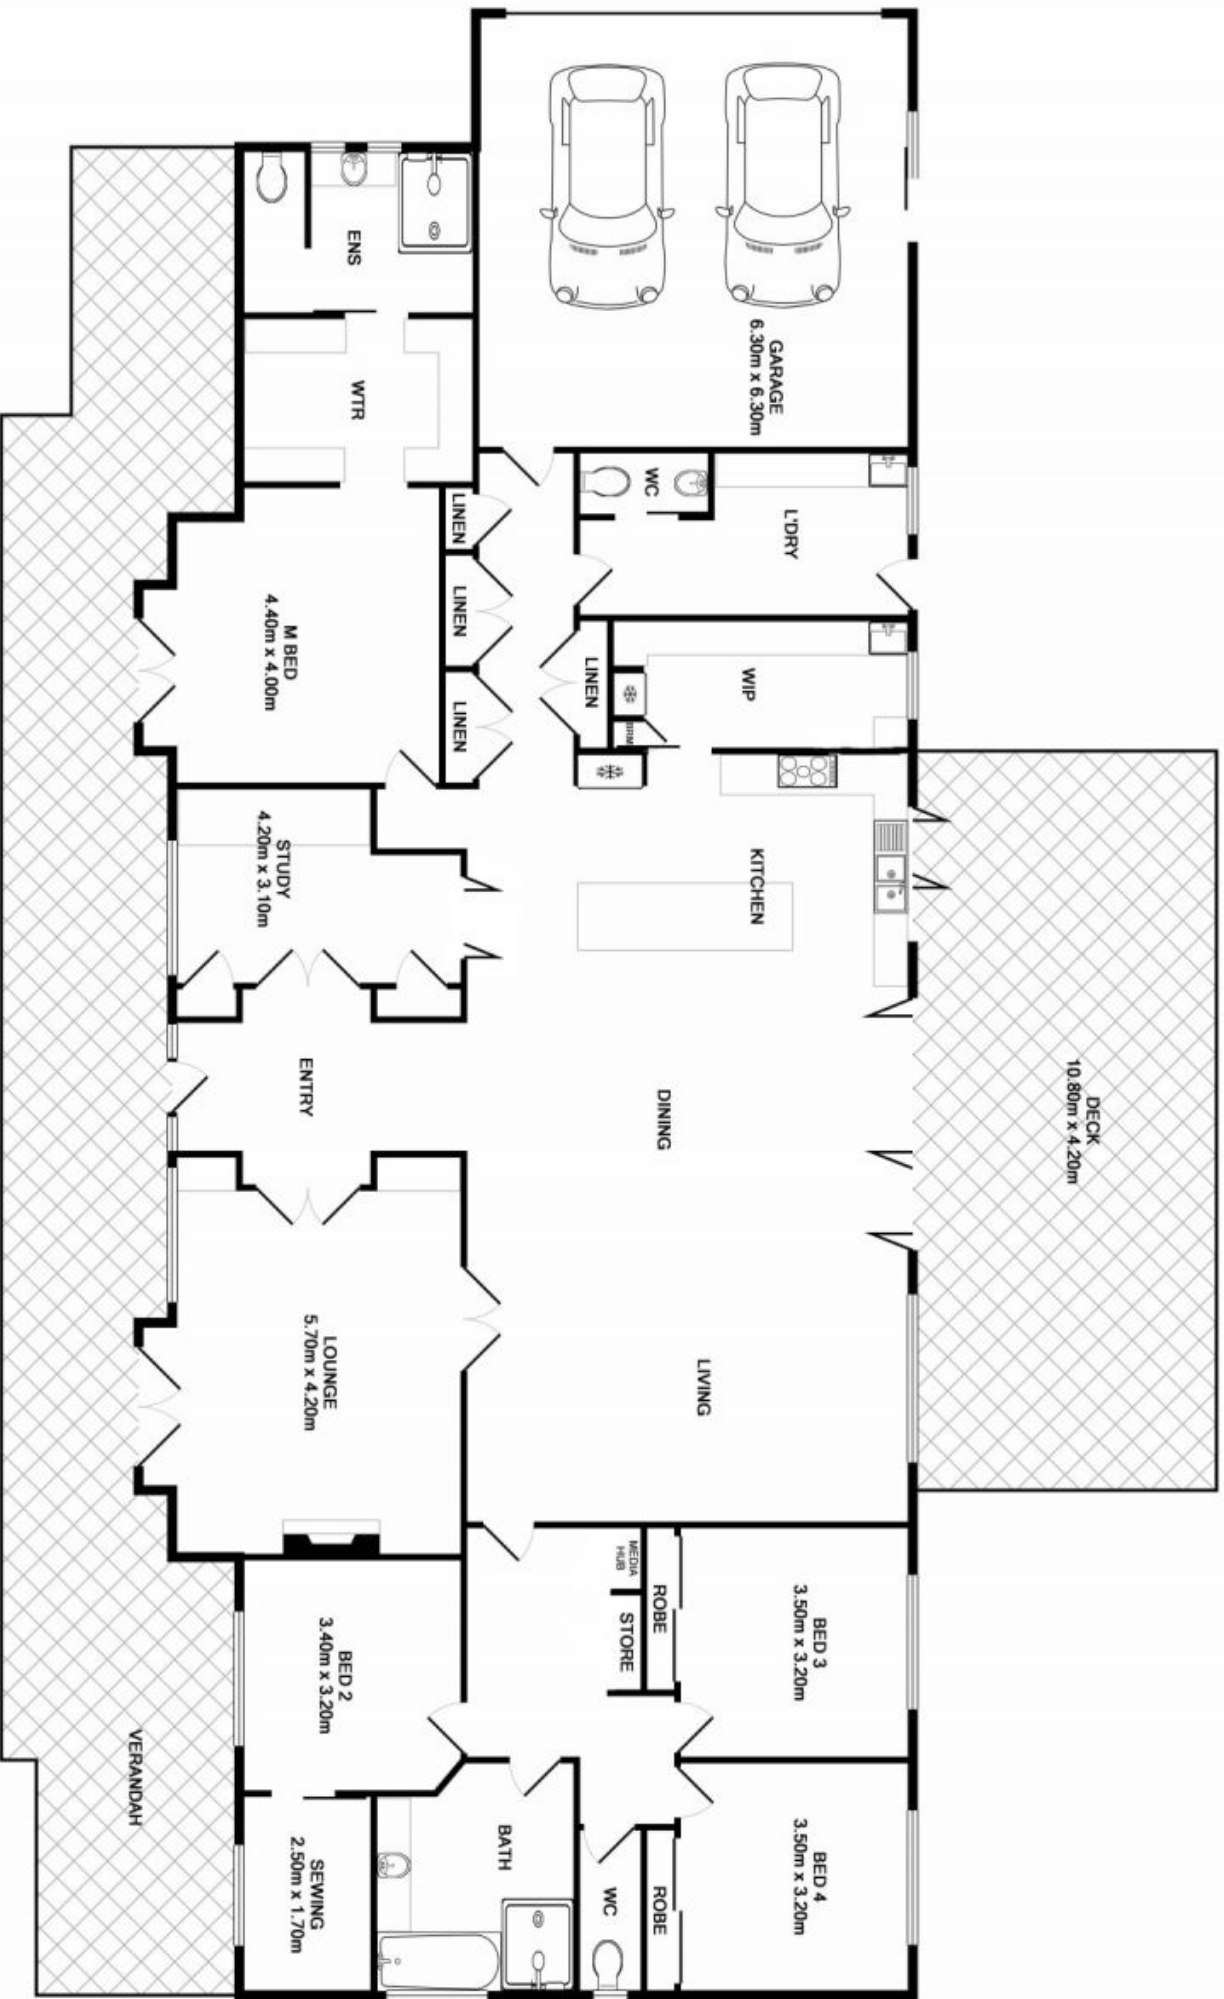 GARAGE
6.30m x 6.30m
ENS
WTR
WC
L'DRY
LINEN
LINEN
LINEN
LINEN
WIP
BRM
M BED
4.40m x 4.00m
STUDY
4.20m x 3.10m
KITCHEN
ENTRY
DINING
DECK
10.80m x 4.20m
LOUNGE
5.70m x 4.20m
LIVING
MEDIA
HUB
STORE
ROBE
BED 3
3.50m x 3.20m
BED 2
3.40m x 3.20m
VERANDAH
SEWING
2.50m x 1.70m
BATH
WC
ROBE
BED 4
3.50m x 3.20m